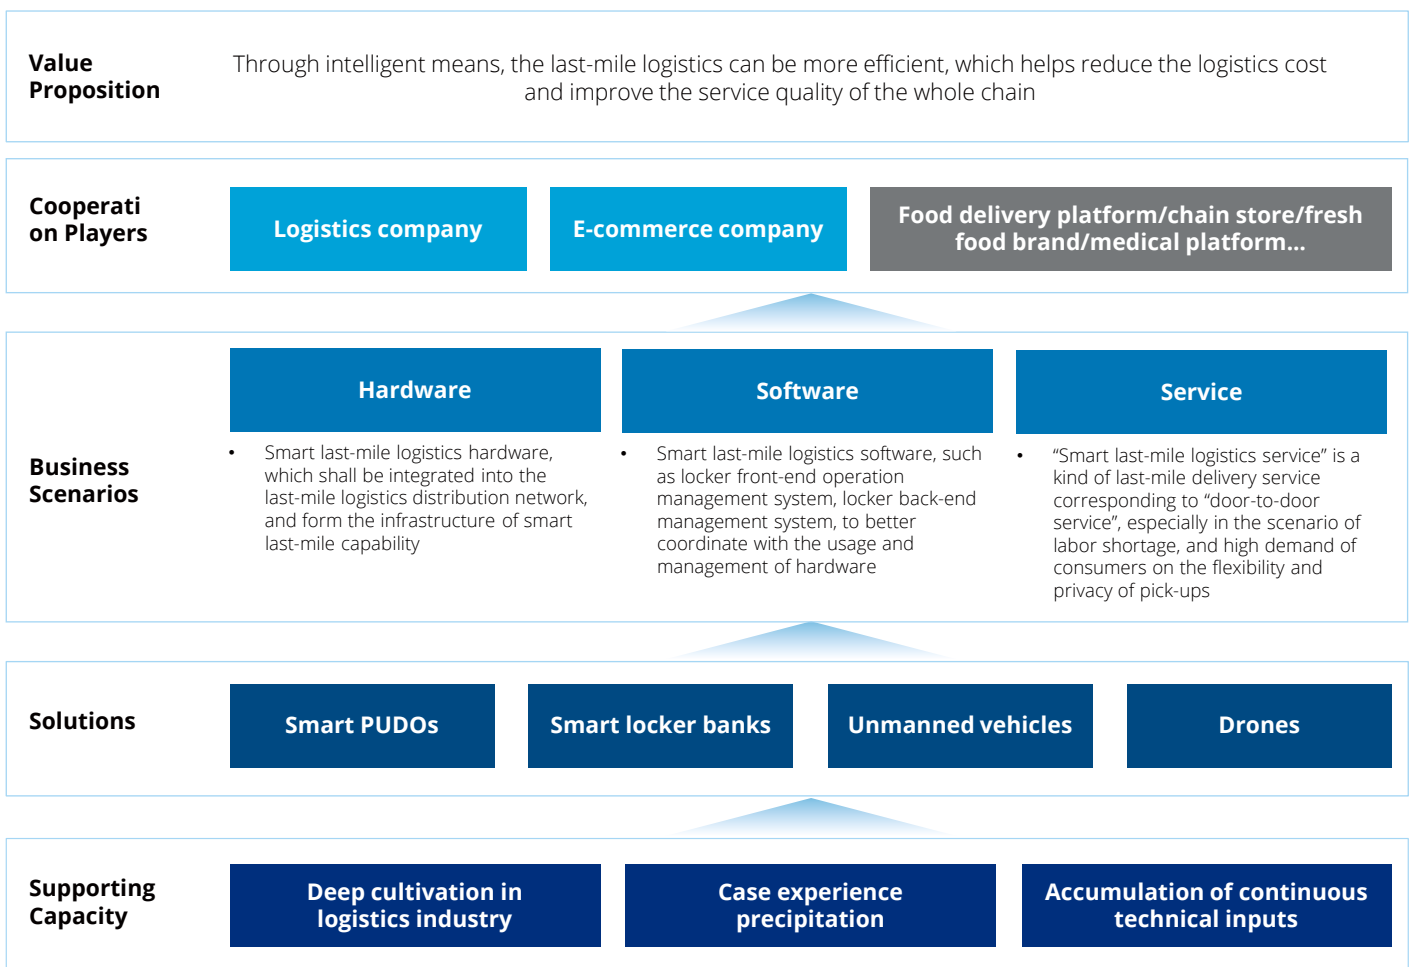 Value
Proposition
Through intelligent means, the last-mile logistics can be more efficient, which helps reduce the logistics cost
and improve the service quality of the whole chain
Cooperati
on Players
Logistics company
E-commerce company
Food delivery platform/chain store/fresh
food brand/medical platform...
Business
Scenarios
Hardware
• Smart last-mile logistics hardware,
which shall be integrated into the
last-mile logistics distribution network,
and form the infrastructure of smart
last-mile capability
Software
• Smart last-mile logistics software, such
as locker front-end operation
management system, locker back-end
management system, to better
coordinate with the usage and
management of hardware
Service
• “Smart last-mile logistics service” is a
kind of last-mile delivery service
corresponding to “door-to-door
service”, especially in the scenario of
labor shortage, and high demand of
consumers on the flexibility and
privacy of pick-ups
Solutions
Smart PUDOs
Smart locker banks
Unmanned vehicles
Drones
Supporting
Capacity
Deep cultivation in
logistics industry
Case experience
precipitation
Accumulation of continuous
technical inputs